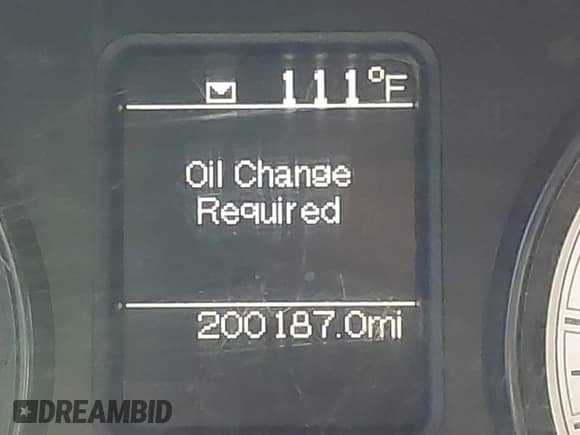 111°F
Oil Change
Required
200187.0mi
DREAMBID